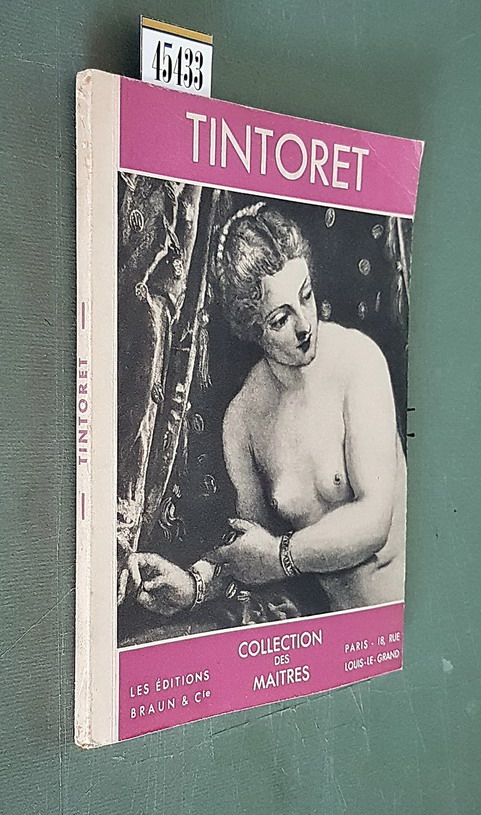 45433
TINTORET
TINTORET
LES ÉDITIONS
BRAUN & Cie
COLLECTION
DES
MAITRES
PARIS - 18, RUE
LOUIS-LE-GRAND